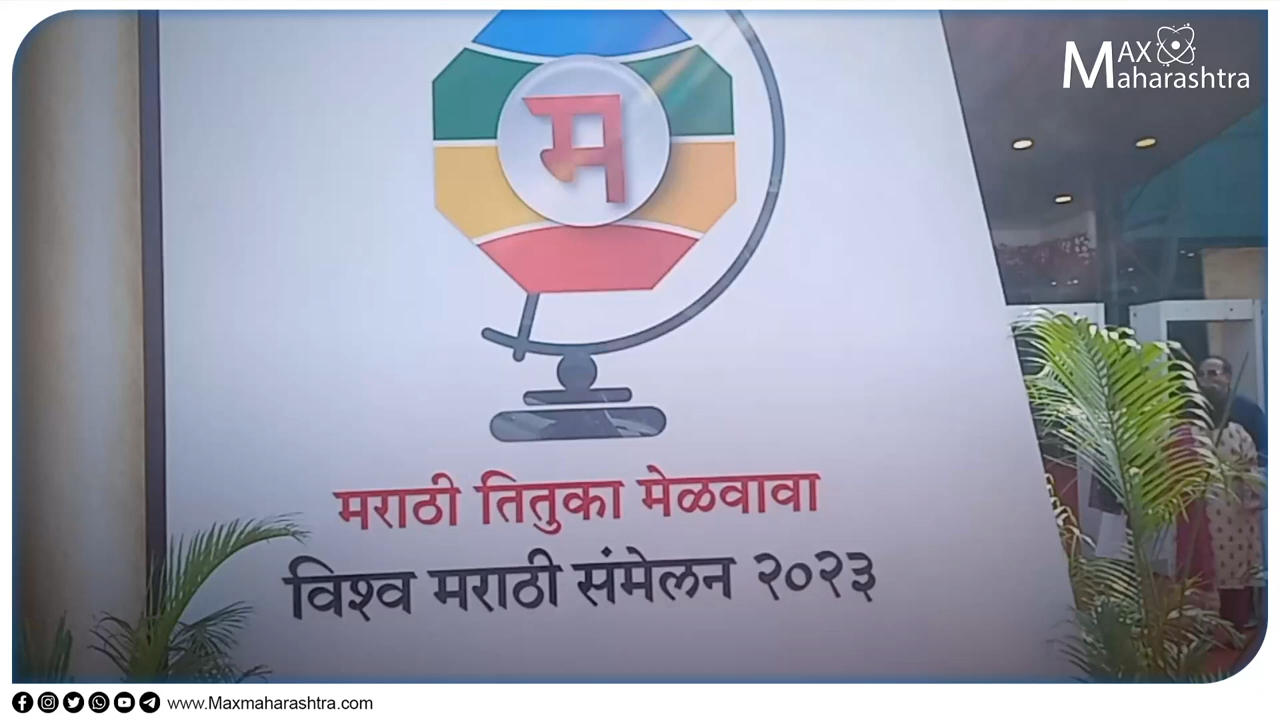 MAX
Maharashtra
म
मराठी तितुका मेळवावा
विश्व मराठी संमेलन २०२३
www.Maxmaharashtra.com